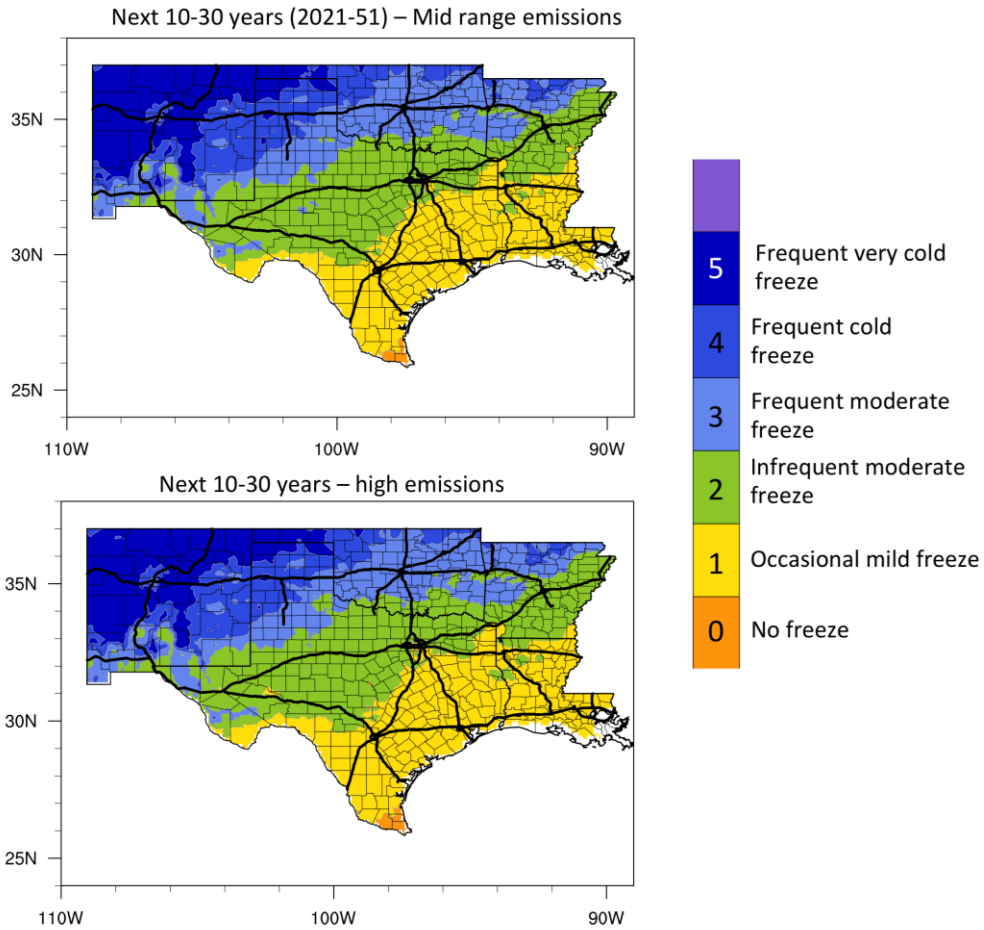 Next 10-30 years (2021-51) – Mid range emissions
35N
30N
25N
110W
100W
90W
Next 10-30 years – high emissions
35N
30N
25N
110W
100W
90W
5
Frequent very cold
freeze
4
Frequent cold
freeze
3
Frequent moderate
freeze
2
Infrequent moderate
freeze
1
Occasional mild freeze
0
No freeze